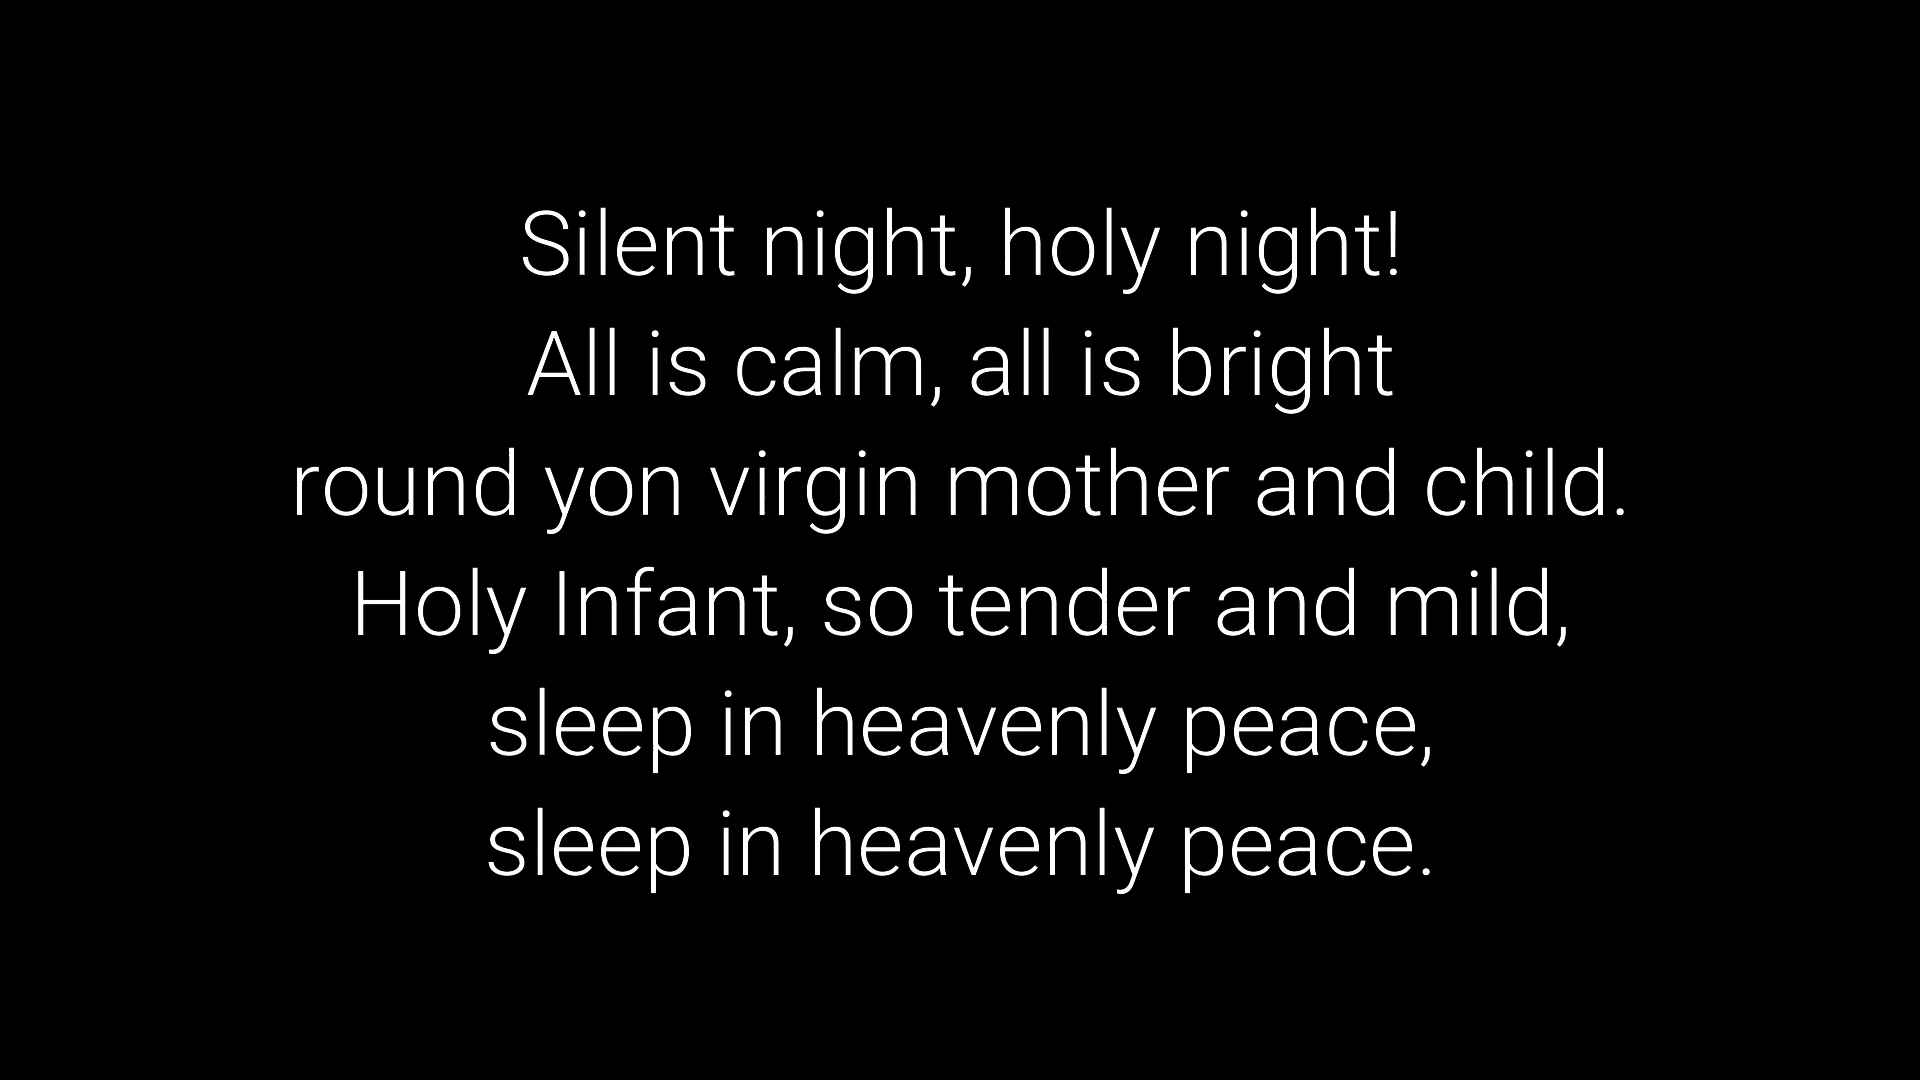 Silent night, holy night!
All is calm, all is bright
round yon virgin mother and child.
Holy Infant, so tender and mild,
sleep in heavenly peace,
sleep in heavenly peace.